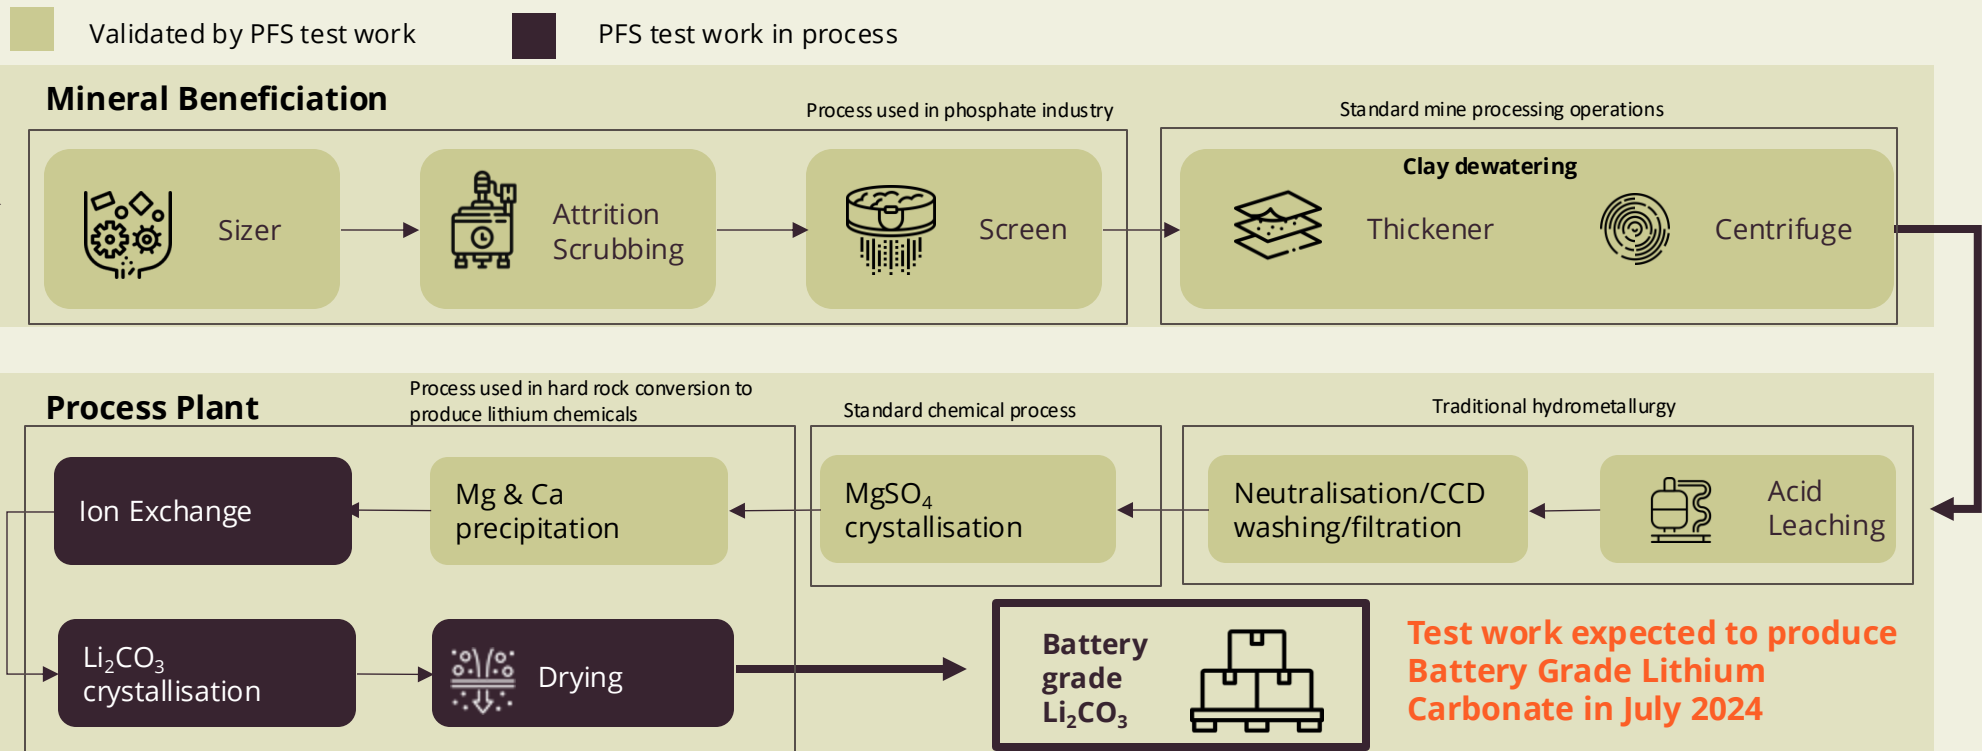 Validated by PFS test work
PFS test work in process
Mineral Beneficiation
Process used in phosphate industry
Standard mine processing operations
Sizer
Attrition
Scrubbing
Screen
Clay dewatering
Thickener
Centrifuge
Process Plant
Process used in hard rock conversion to
produce lithium chemicals
Standard chemical process
Traditional hydrometallurgy
Ion Exchange
Mg & Ca
precipitation
MgSO₄
crystallisation
Neutralisation/CCD
washing/filtration
Acid
Leaching
Li₂CO₃
crystallisation
Drying
Battery
grade
Li₂CO₃
Test work expected to produce
Battery Grade Lithium
Carbonate in July 2024